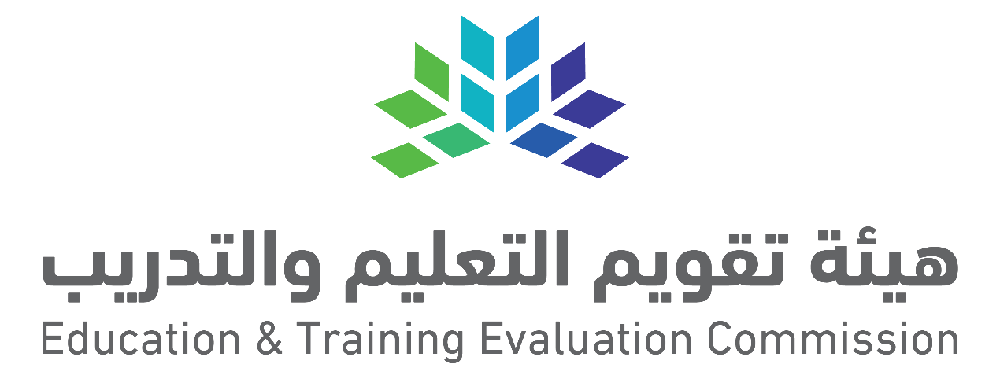 هيئة تقويم التعليم والتدريب
Education & Training Evaluation Commission